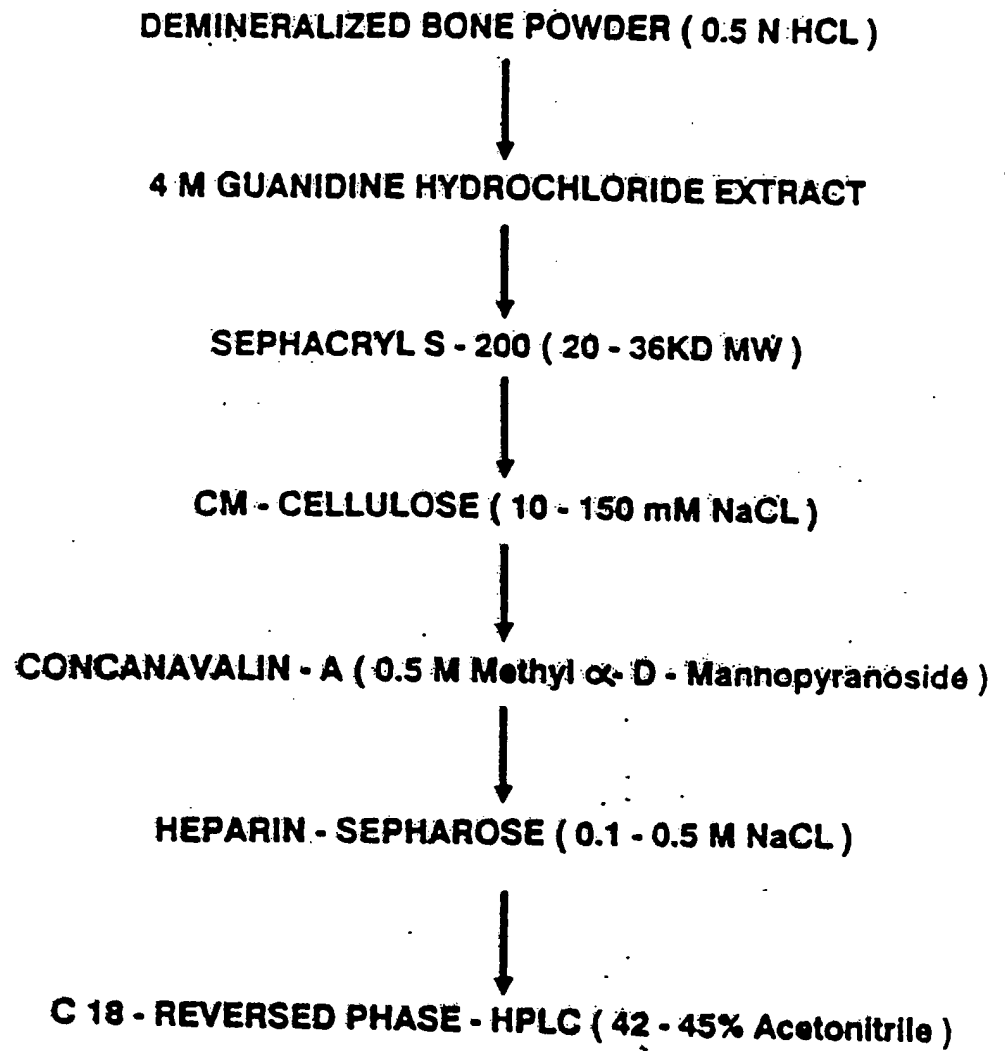 DEMINERALIZED BONE POWDER ( 0.5 N HCL )
4 M GUANIDINE HYDROCHLORIDE EXTRACT
SEPHACRYL S - 200 ( 20 - 36KD MW )
CM - CELLULOSE ( 10 - 150 mM NaCL )
CONCANAVALIN - A ( 0.5 M Methyl α- D - Mannopyranoside )
HEPARIN - SEPHAROSE ( 0.1 - 0.5 M NaCL )
C 18 - REVERSED PHASE - HPLC ( 42 - 45% Acetonitrile )